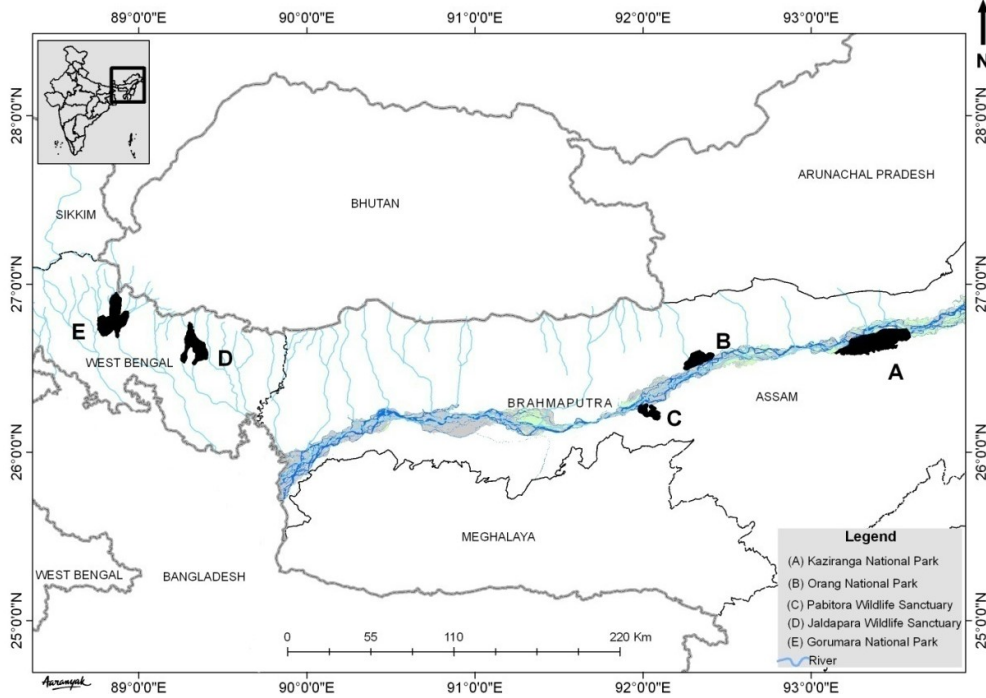 89°0'0"E 90°0'0"E 91°0'0"E 92°0'0"E 93°0'0"E
N
28°0'0"N 28°0'0"N
ARUNACHAL PRADESH
BHUTAN
SIKKIM
27°0'0"N 27°0'0"N
E
B
D
WEST BENGAL
A
BRAHMAPUTRA
ASSAM
C
26°0'0"N 26°0'0"N
MEGHALAYA
WEST BENGAL
BANGLADESH
25°0'0"N 25°0'0"N
Legend
(A) Kaziranga National Park
(B) Orang National Park
(C) Pabitora Wildlife Sanctuary
(D) Jaldapara Wildlife Sanctuary
(E) Gorumara National Park
River
0 55 110 220 Km
Aaranyak
89°0'0"E 90°0'0"E 91°0'0"E 92°0'0"E 93°0'0"E